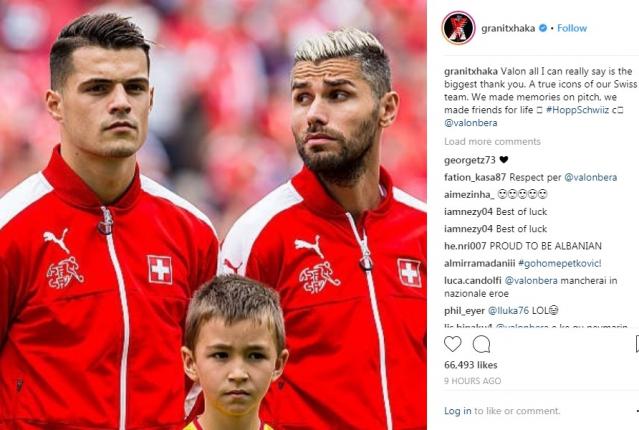 granitxhaka • Follow
granitxhaka Valon all I can really say is the
biggest thank you. A true icons of our Swiss
team. We made memories on pitch. we
made friends for life #HoppSchwiiz c
@valonbera
Load more comments
georgetz73
fation_kasa87 Respect per @valonbera
aimezinha_
iamnezy04 Best of luck
iamnezy04 Best of luck
he.nri007 PROUD TO BE ALBANIAN
almirramadaniii #gohomepetkovic!
luca.candolfi @valonbera mancherai in
nazionale eroe
phil_eyer @lluka76 LOL
66,493 likes
9 HOURS AGO
Log in to like or comment.